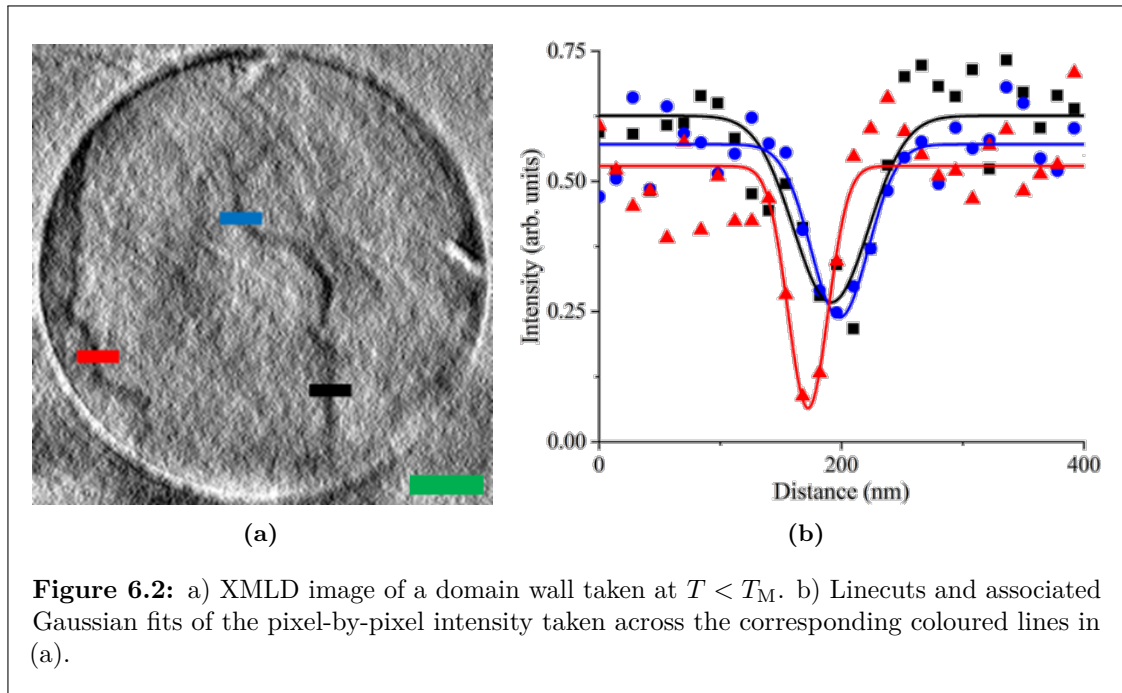 0.75
0.50
0.25
0.00
Intensity (arb. units)
0 200 400
Distance (nm)
(a) (b)
Figure 6.2: a) XMLD image of a domain wall taken at T < T_M. b) Linecuts and associated
Gaussian fits of the pixel-by-pixel intensity taken across the corresponding coloured lines in
(a).